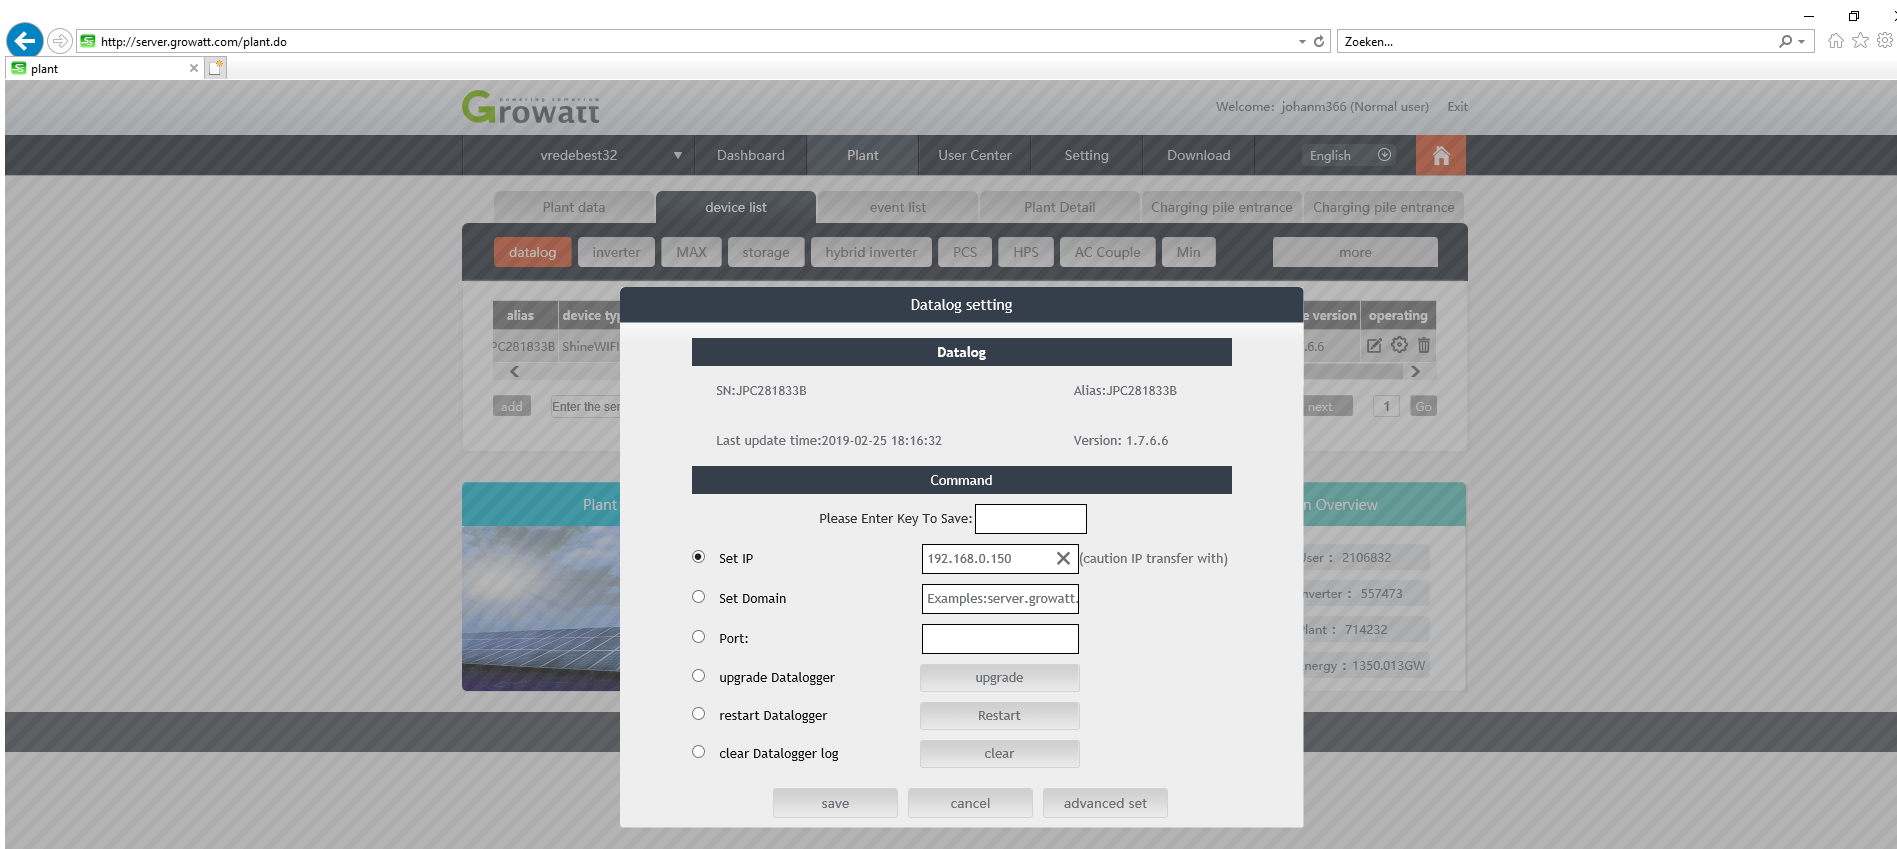 http://server.growatt.com/plant.do
Zoeken...
plant
powering tomorrow
Growatt
Welcome: johanm366 (Normal user) Exit
vredebest32 Dashboard Plant User Center Setting Download English
Plant data device list event list Plant Detail Charging pile entrance Charging pile entrance
datalog inverter MAX storage hybrid inverter PCS HPS AC Couple Min more
Datalog setting
alias device typ e version operating
PC281833B ShineWIFI .6.6
Datalog
SN:JPC281833B Alias:JPC281833B
add Enter the ser next 1 Go
Last update time:2019-02-25 18:16:32 Version: 1.7.6.6
Command
Plant n Overview
Please Enter Key To Save:
Set IP 192.168.0.150 (caution IP transfer with)
User : 2106832
Set Domain Examples:server.growatt.
nverter : 557473
Port:
Plant : 714232
nergy : 1350.013GW
upgrade Datalogger upgrade
restart Datalogger Restart
clear Datalogger log clear
save cancel advanced set